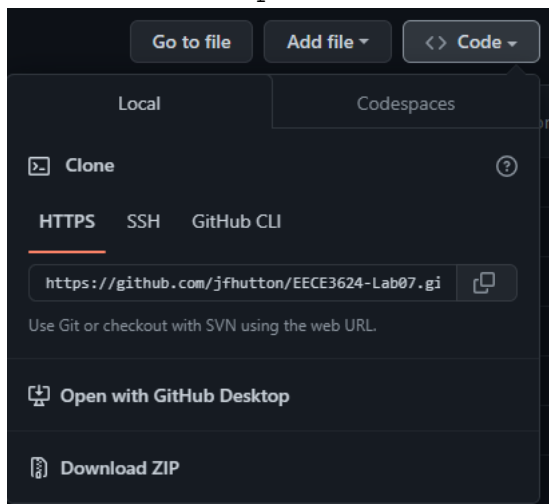 Go to file Add file Code
Local Codespaces
Clone
HTTPS SSH GitHub CLI
https://github.com/jfhutton/EECE3624-Lab07.gi
Use Git or checkout with SVN using the web URL.
Open with GitHub Desktop
Download ZIP